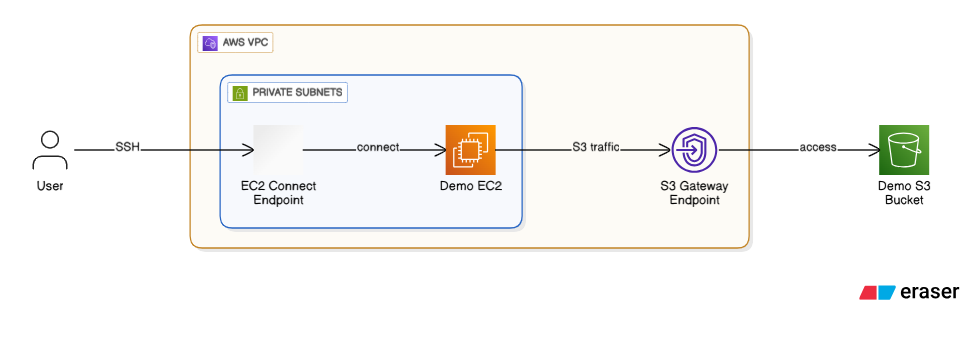 AWS VPC
PRIVATE SUBNETS
SSH
connect
S3 traffic
access
User
EC2 Connect
Endpoint
Demo EC2
S3 Gateway
Endpoint
Demo S3
Bucket
eraser